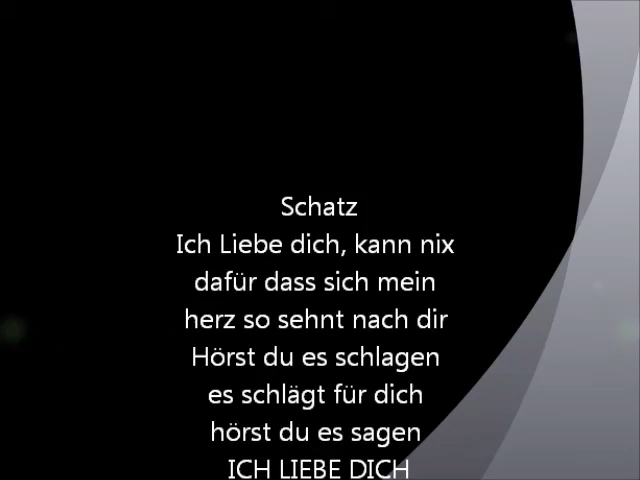 Schatz
Ich Liebe dich, kann nix
dafür dass sich mein
herz so sehnt nach dir
Hörst du es schlagen
es schlägt für dich
hörst du es sagen
ICH LIEBE DICH